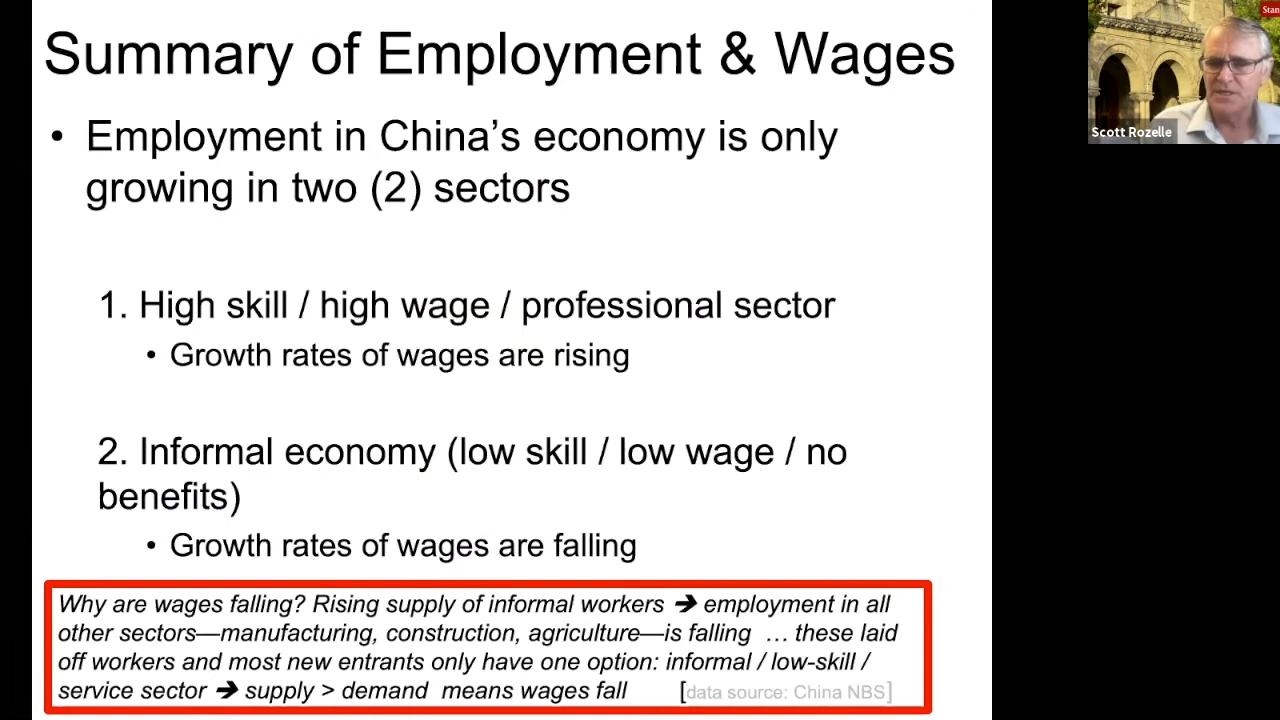 Summary of Employment & Wages
• Employment in China's economy is only
growing in two (2) sectors
1. High skill / high wage / professional sector
• Growth rates of wages are rising
2. Informal economy (low skill / low wage / no
benefits)
• Growth rates of wages are falling
Why are wages falling? Rising supply of informal workers ➔ employment in all
other sectors—manufacturing, construction, agriculture—is falling … these laid
off workers and most new entrants only have one option: informal / low-skill /
service sector ➔ supply > demand means wages fall [data source: China NBS]
Stan
Scott Rozelle